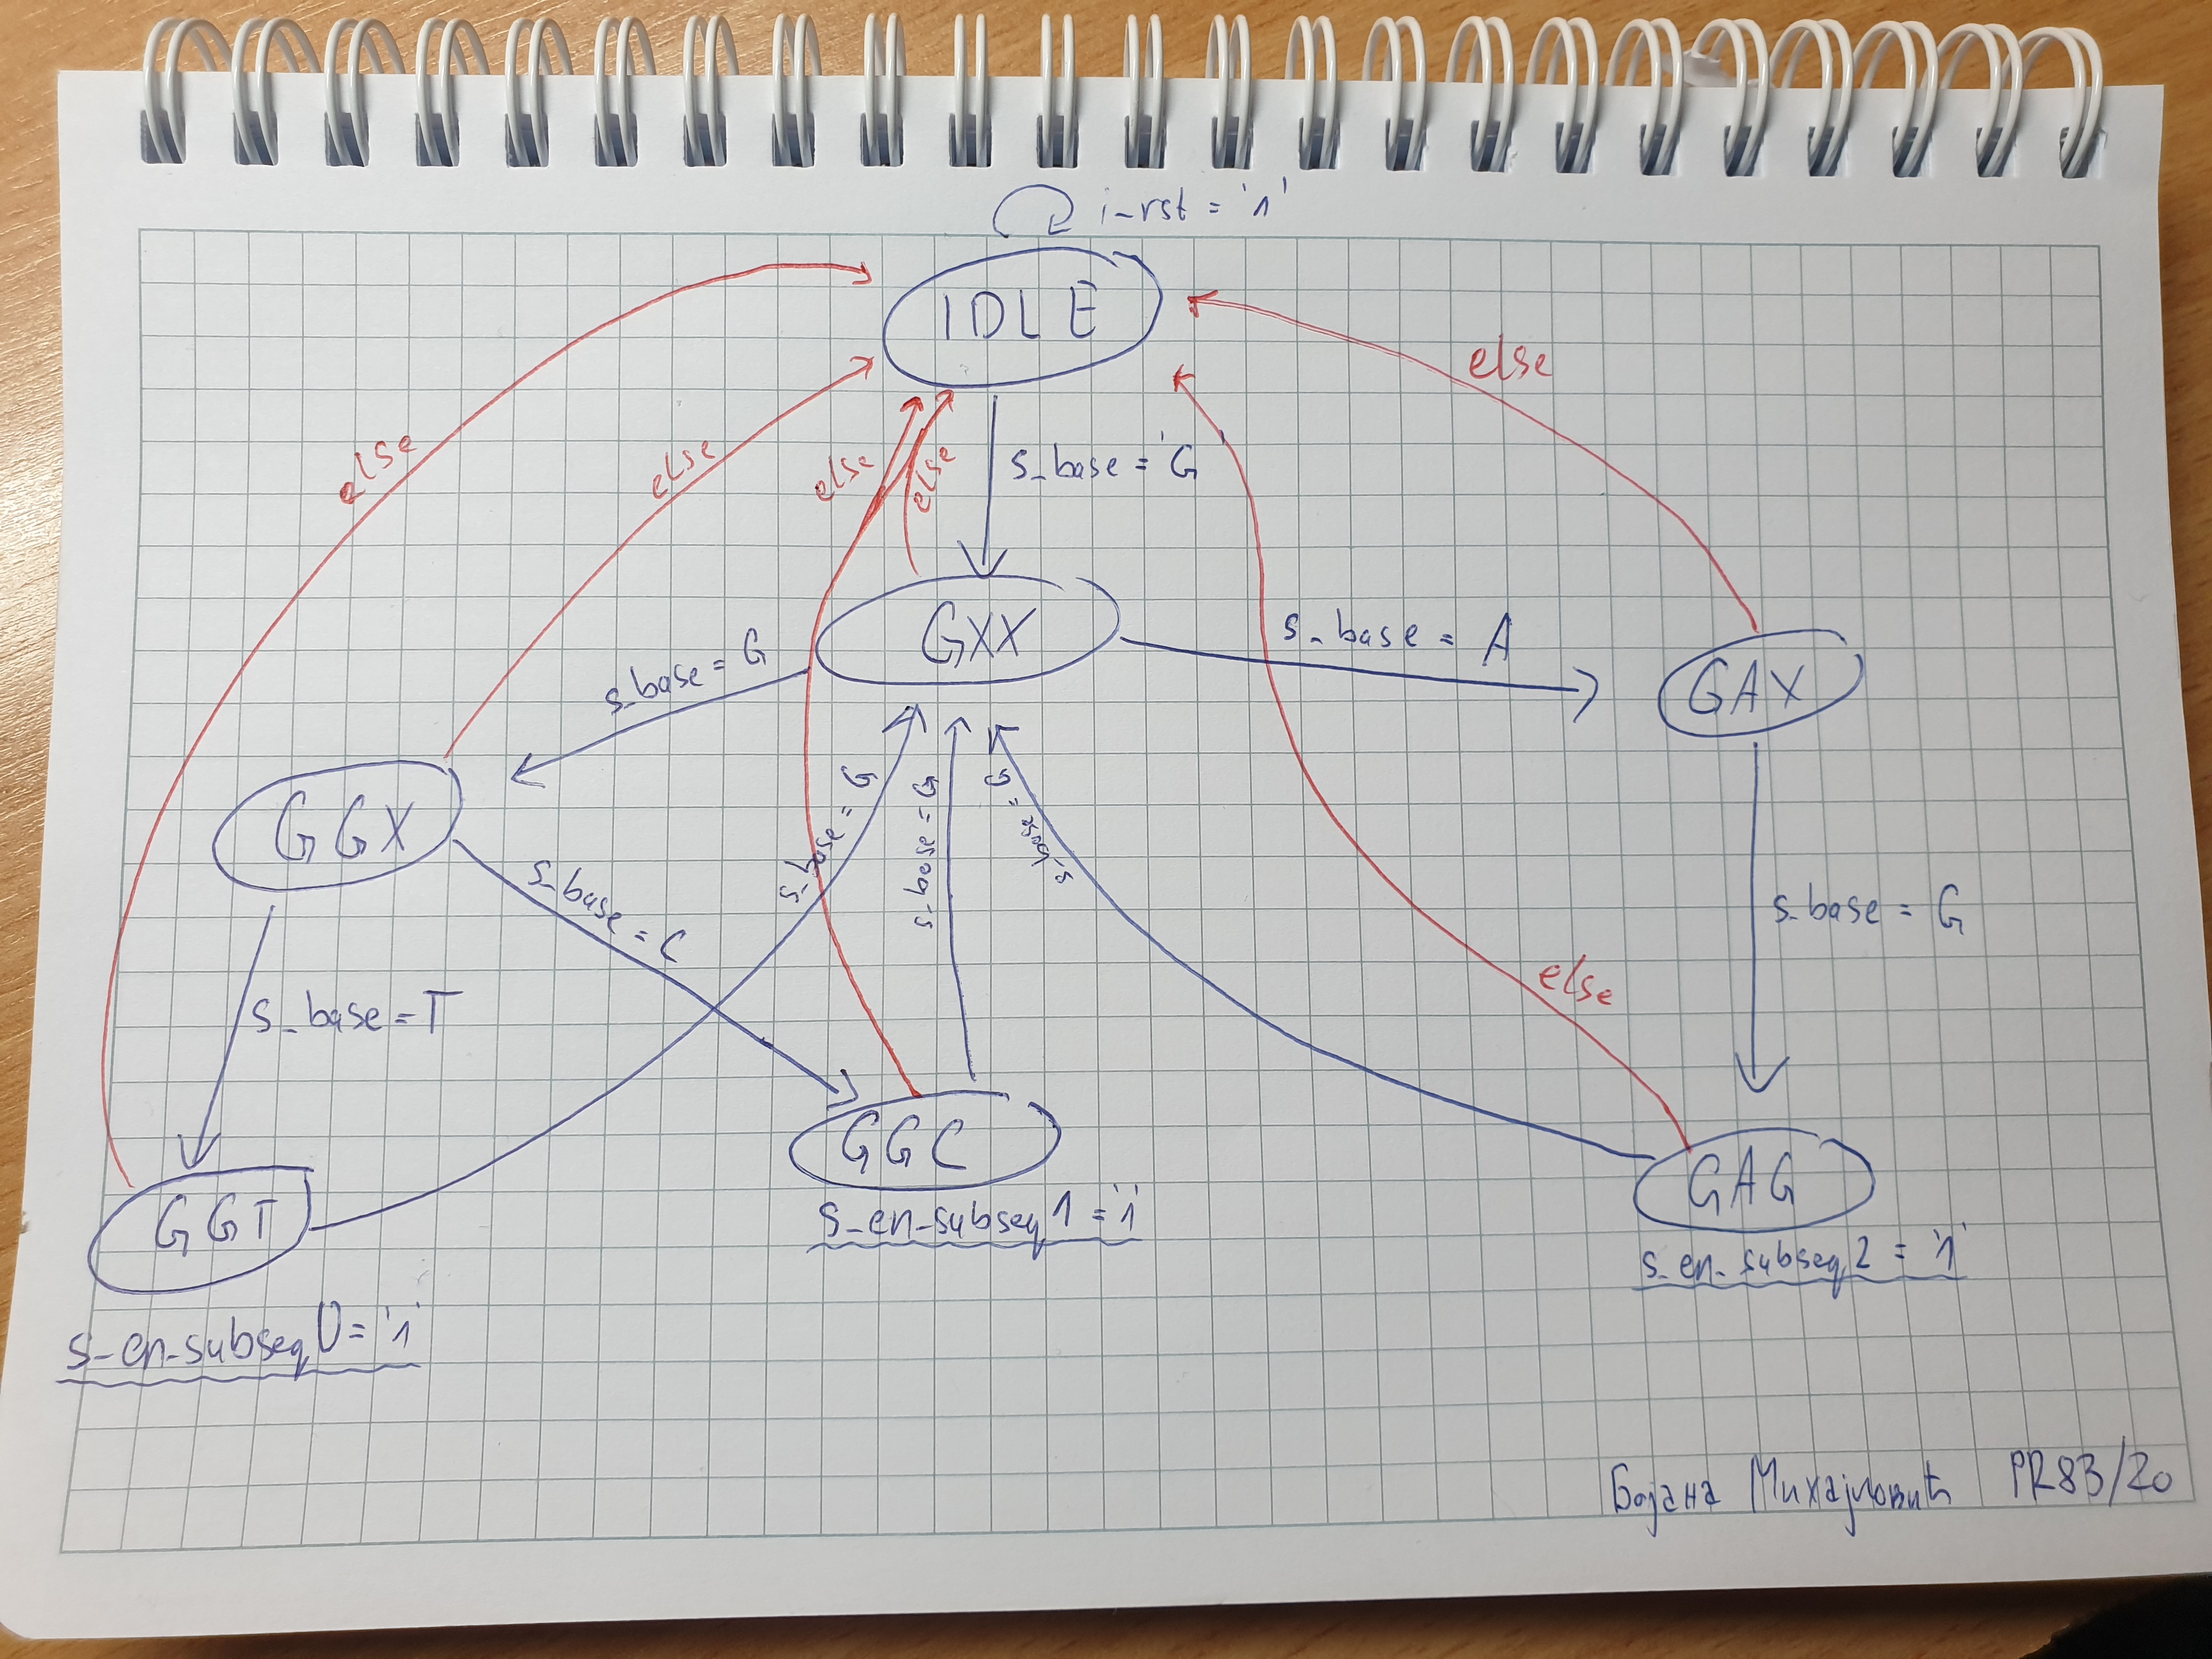 i_rst = '1'
IDLE
else
else
else
else
else
s_base = 'G'
GXX
s_base = G
s_base = A
GAX
GGX
s_base = C
s_base = G
s_base = G
s_base = G
s_base = G
s_base = T
else
GGC
GAG
GGT
s_en_subseq1 = '1'
s_en_subseq2 = '1'
s_en_subseq0 = '1'
Бојана Михајловић PR83/20